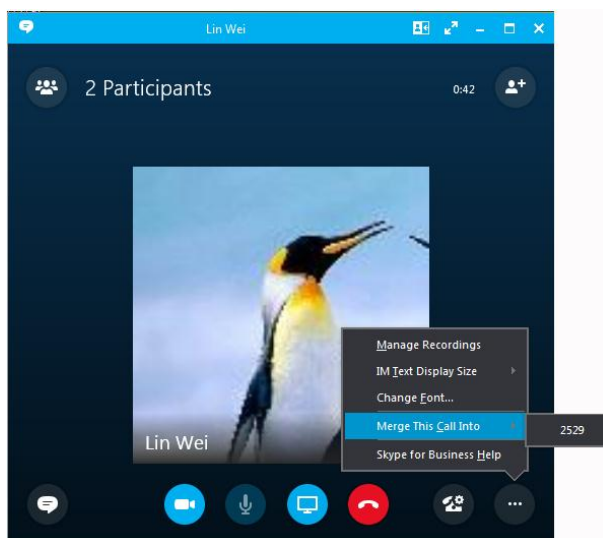 Lin Wei
2 Participants
0:42
Manage Recordings
IM Text Display Size
Change Font...
Merge This Call Into
2529
Skype for Business Help
Lin Wei